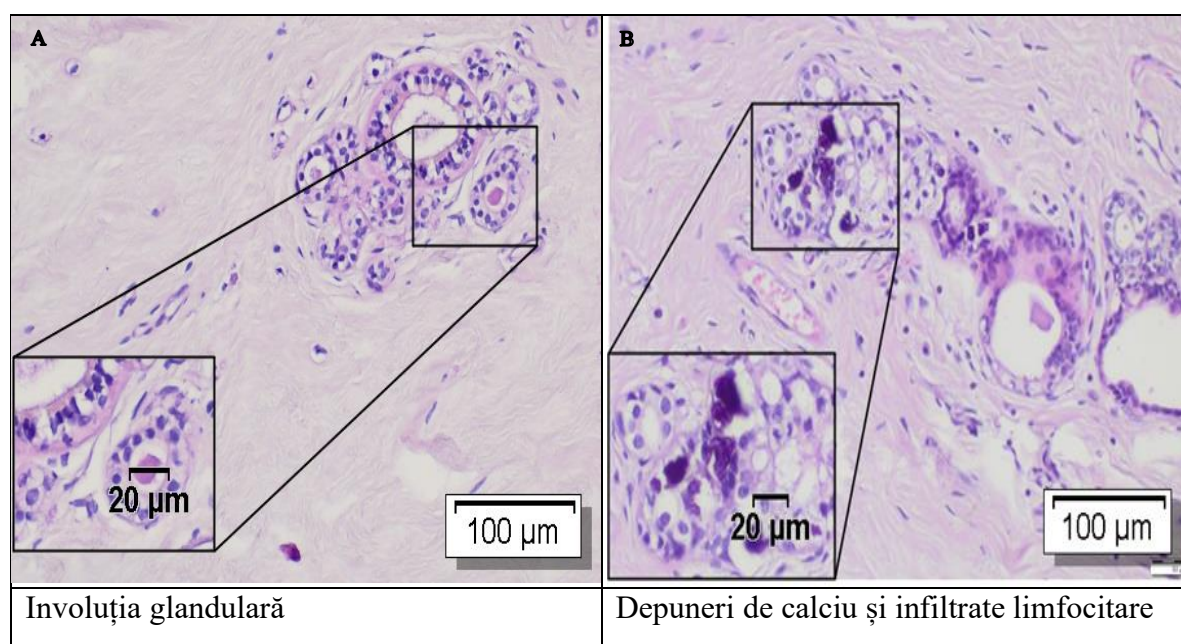 A
20 µm
100 µm
Involuția glandulară
B
20 µm
100 µm
Depuneri de calciu și infiltrate limfocitare